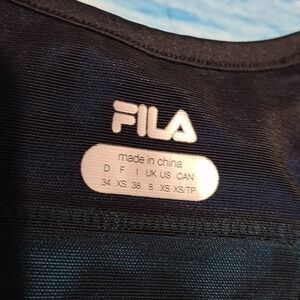 FILA
made in china
D F I UK US CAN
34 XS 38 8 XS XS/TP